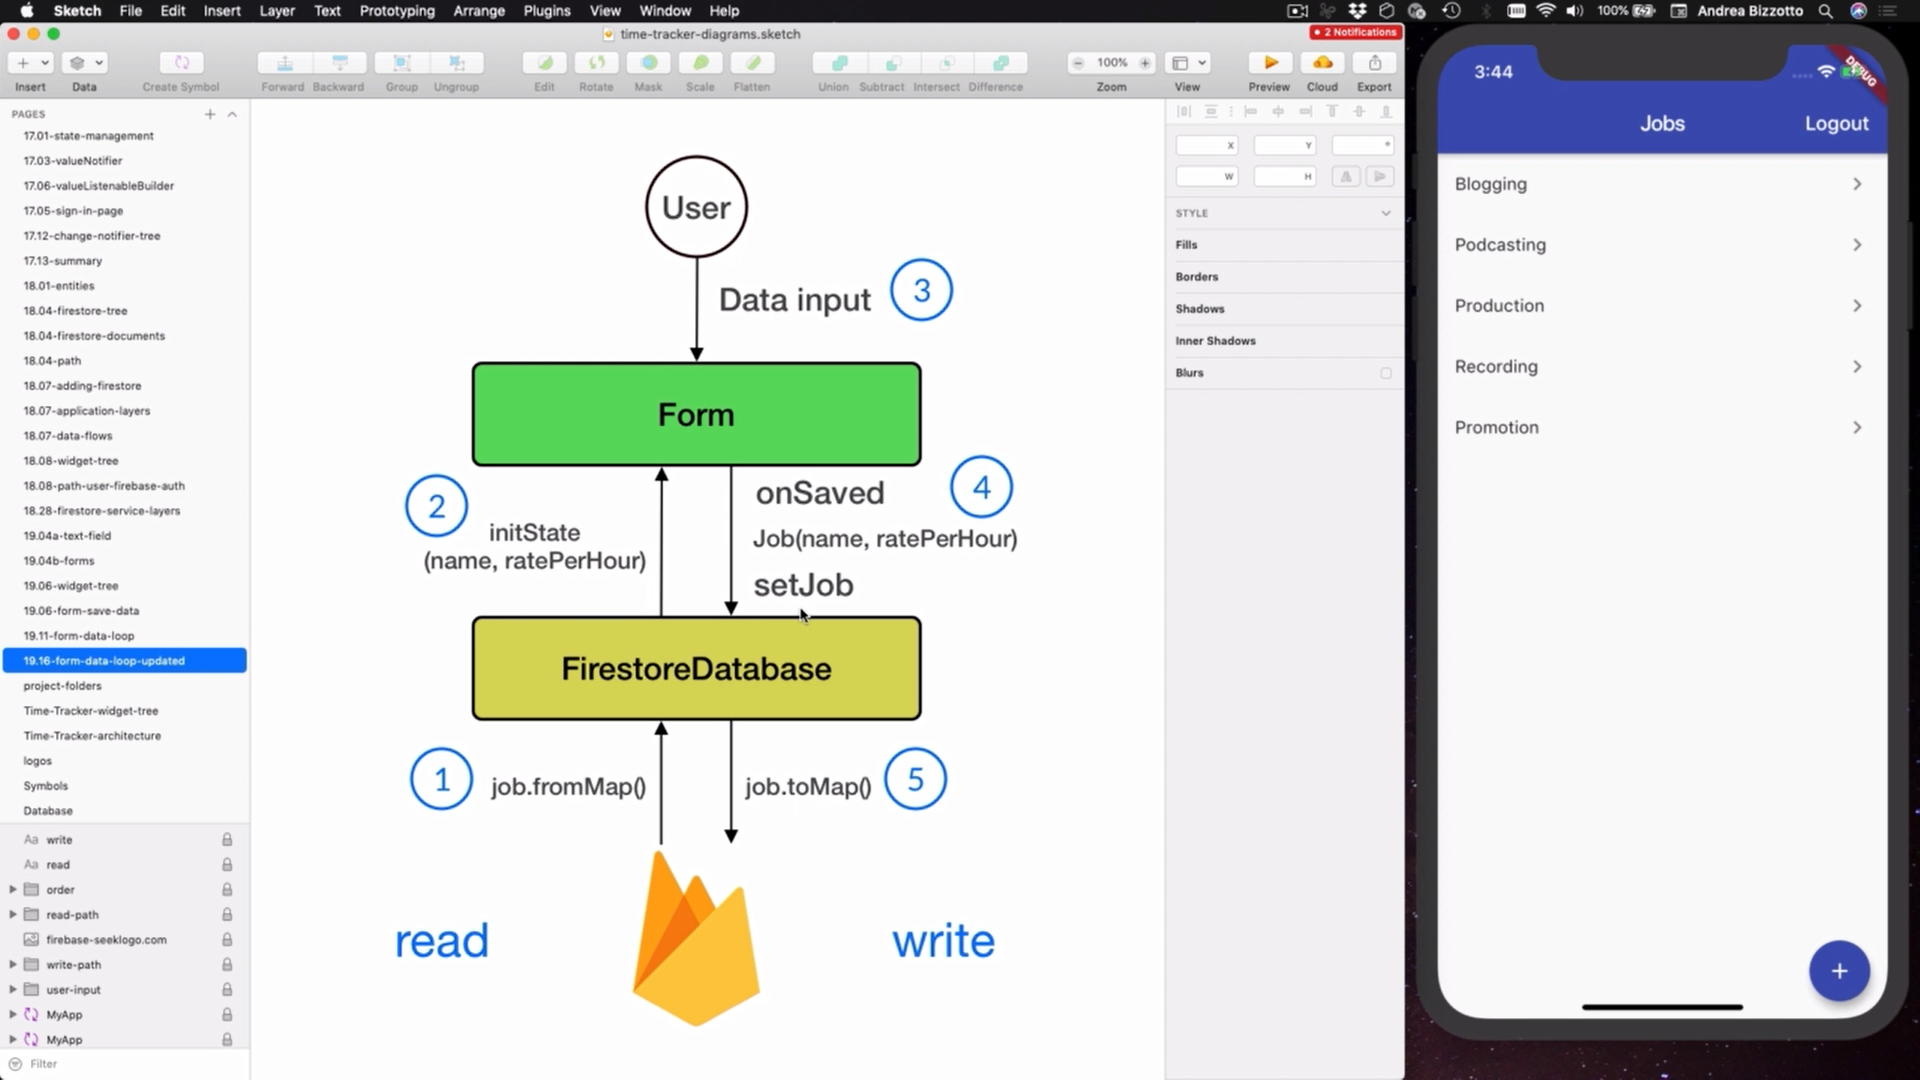 Sketch File Edit Insert Layer Text Prototyping Arrange Plugins View Window Help
100% Andrea Bizzotto
time-tracker-diagrams.sketch
2 Notifications
100%
Insert Data Create Symbol Forward Backward Group Ungroup Edit Rotate Mask Scale Flatten Union Subtract Intersect Difference Zoom View Preview Cloud Export
PAGES
17.01-state-management
17.03-valueNotifier
17.06-valueListenableBuilder
17.05-sign-in-page
17.12-change-notifier-tree
17.13-summary
18.01-entities
18.04-firestore-tree
18.04-firestore-documents
18.04-path
18.07-adding-firestore
18.07-application-layers
18.07-data-flows
18.08-widget-tree
18.08-path-user-firebase-auth
18.28-firestore-service-layers
19.04a-text-field
19.04b-forms
19.06-widget-tree
19.06-form-save-data
19.11-form-data-loop
19.16-form-data-loop-updated
project-folders
Time-Tracker-widget-tree
Time-Tracker-architecture
logos
Symbols
Database
Aa write
Aa read
order
read-path
firebase-seeklogo.com
write-path
user-input
MyApp
MyApp
Filter
User
Data input
3
Form
2
initState
(name, ratePerHour)
onSaved
4
Job(name, ratePerHour)
setJob
FirestoreDatabase
1
job.fromMap()
job.toMap()
5
read
write
X Y °
W H
STYLE
Fills
Borders
Shadows
Inner Shadows
Blurs
3:44
DEBUG
Jobs
Logout
Blogging
Podcasting
Production
Recording
Promotion
+